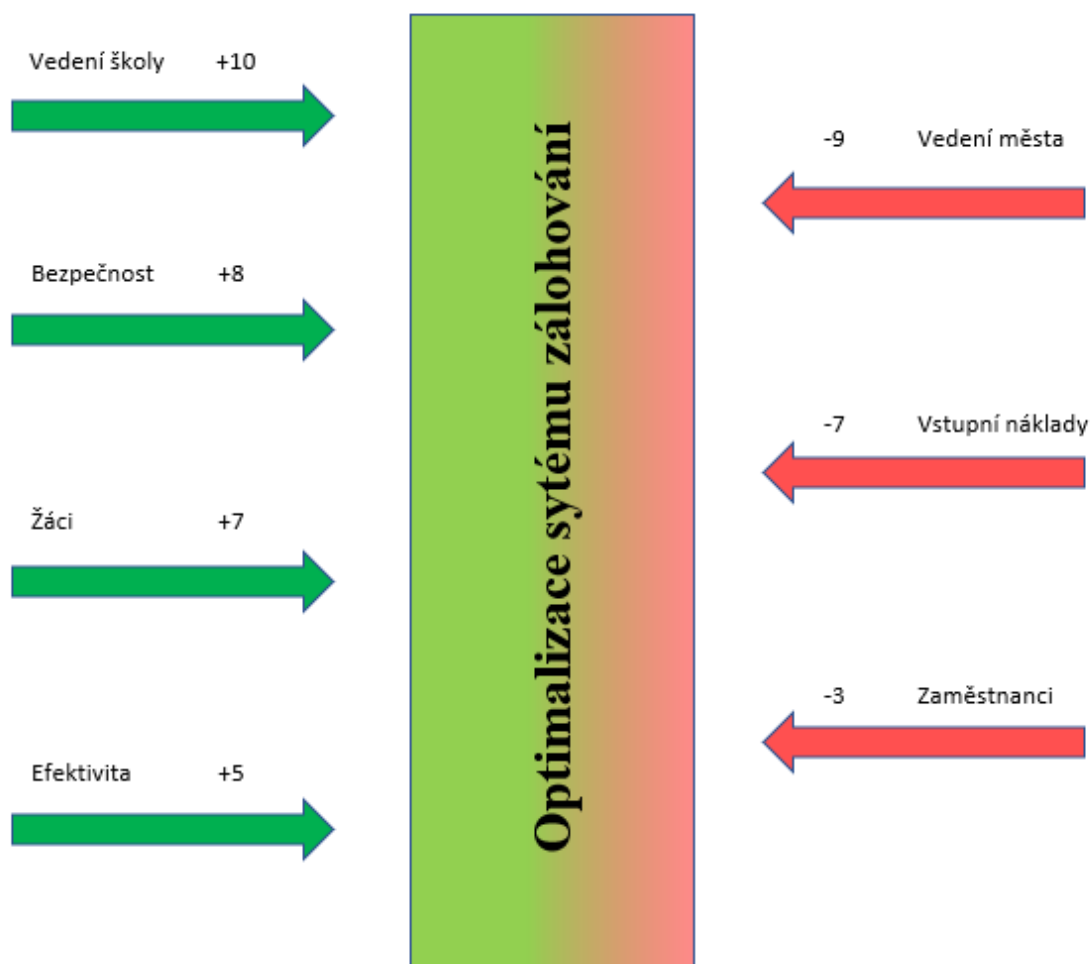 Vedení školy +10
Bezpečnost +8
Žáci +7
Efektivita +5
Optimalizace sytému zálohování
-9 Vedení města
-7 Vstupní náklady
-3 Zaměstnanci